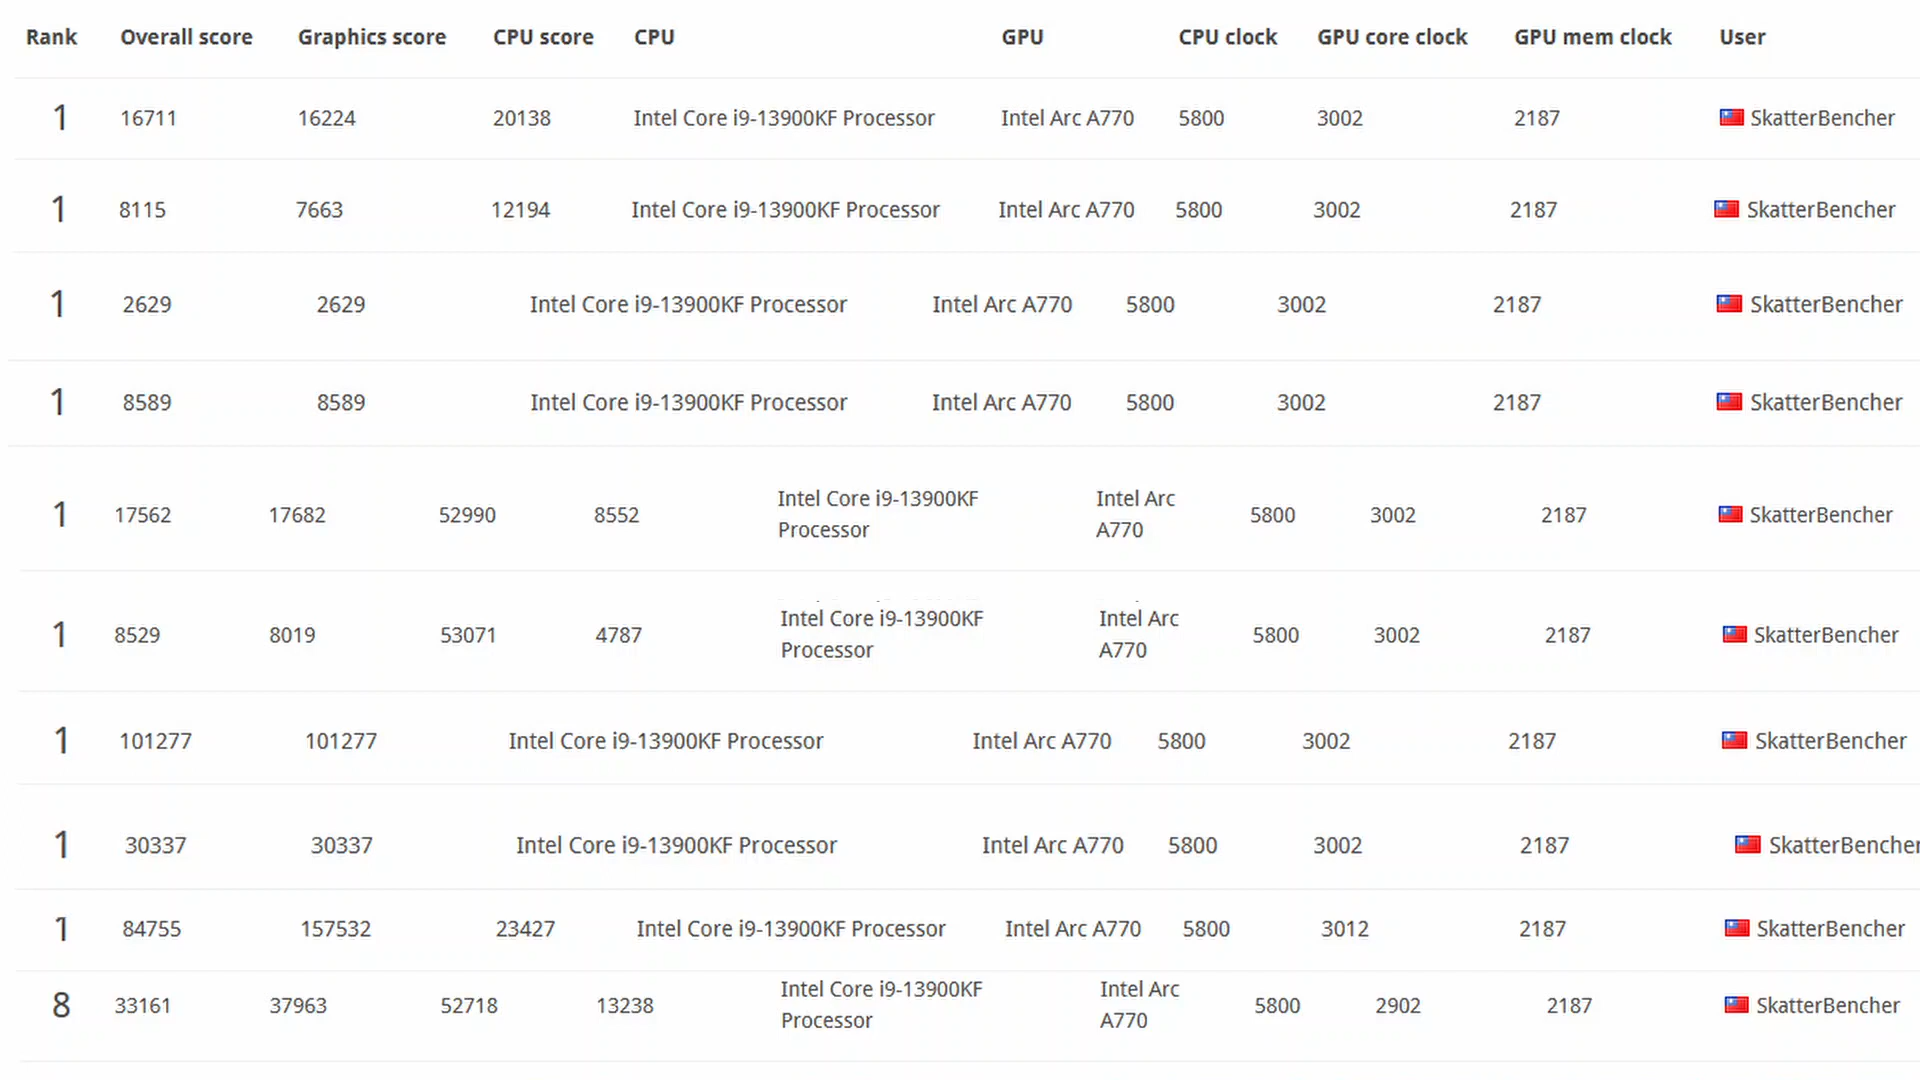 Rank Overall score Graphics score CPU score CPU GPU CPU clock GPU core clock GPU mem clock User
1 16711 16224 20138 Intel Core i9-13900KF Processor Intel Arc A770 5800 3002 2187 SkatterBencher
1 8115 7663 12194 Intel Core i9-13900KF Processor Intel Arc A770 5800 3002 2187 SkatterBencher
1 2629 2629 Intel Core i9-13900KF Processor Intel Arc A770 5800 3002 2187 SkatterBencher
1 8589 8589 Intel Core i9-13900KF Processor Intel Arc A770 5800 3002 2187 SkatterBencher
1 17562 17682 52990 8552 Intel Core i9-13900KF Intel Arc 5800 3002 2187 SkatterBencher
Processor A770
1 8529 8019 53071 4787 Intel Core i9-13900KF Intel Arc 5800 3002 2187 SkatterBencher
Processor A770
1 101277 101277 Intel Core i9-13900KF Processor Intel Arc A770 5800 3002 2187 SkatterBencher
1 30337 30337 Intel Core i9-13900KF Processor Intel Arc A770 5800 3002 2187 SkatterBencher
1 84755 157532 23427 Intel Core i9-13900KF Processor Intel Arc A770 5800 3012 2187 SkatterBencher
8 33161 37963 52718 13238 Intel Core i9-13900KF Intel Arc 5800 2902 2187 SkatterBencher
Processor A770